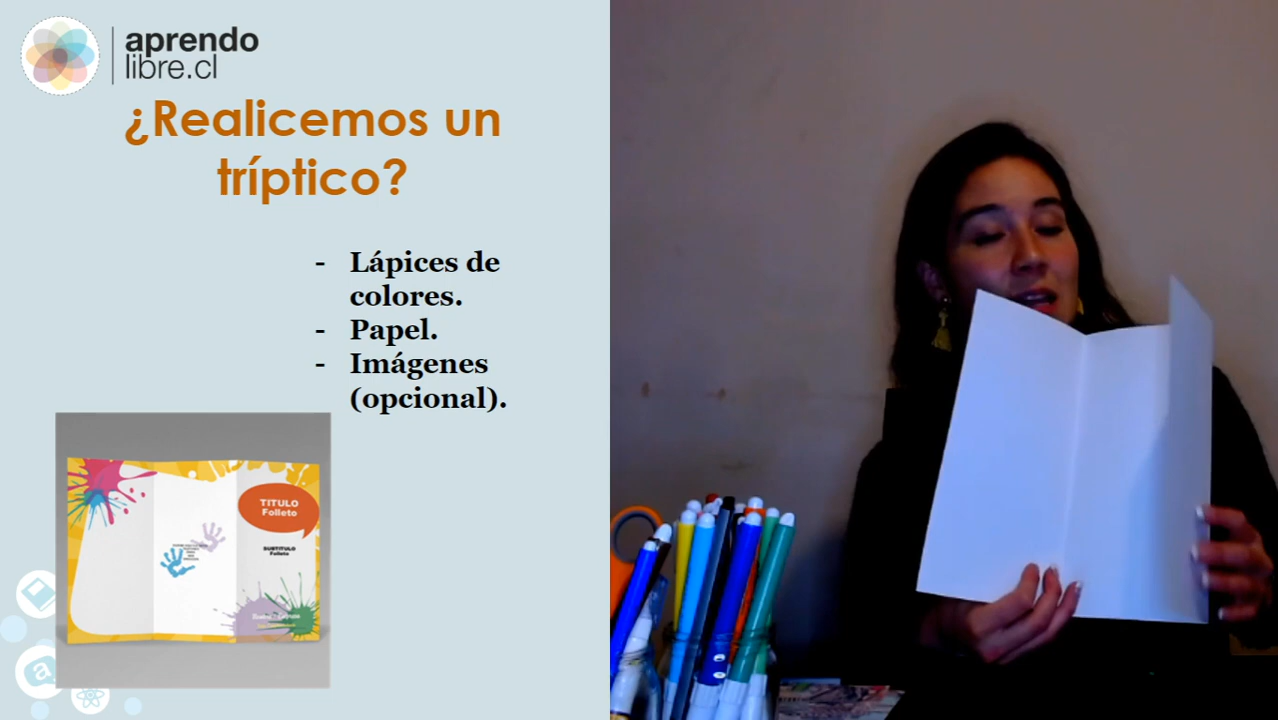 aprendo
libre.cl
¿Realicemos un
tríptico?
- Lápices de
colores.
- Papel.
- Imágenes
(opcional).
TITULO
Folleto
SUBTITULO
Folleto